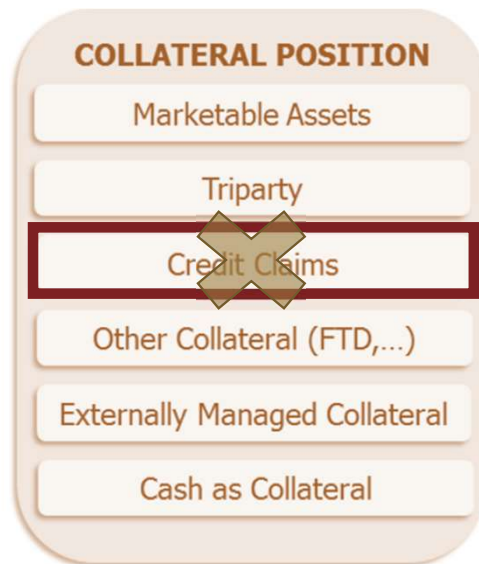 COLLATERAL POSITION
Marketable Assets
Triparty
Credit Claims
Other Collateral (FTD,...)
Externally Managed Collateral
Cash as Collateral